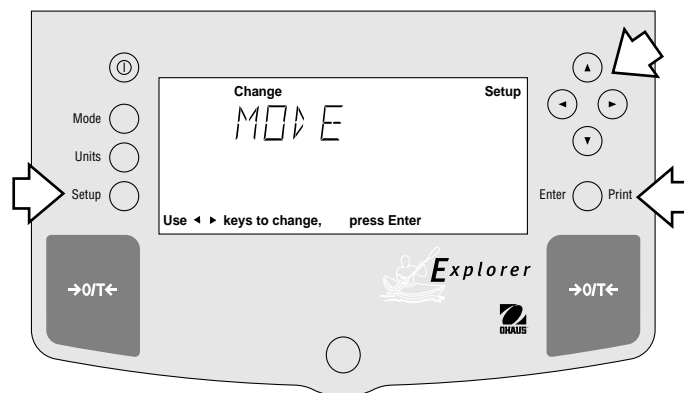 Change Setup
MODE
Use ◄ ► keys to change, press Enter
Mode
Units
Setup
Enter Print
Explorer
OHAUS
→0/T←
→0/T←